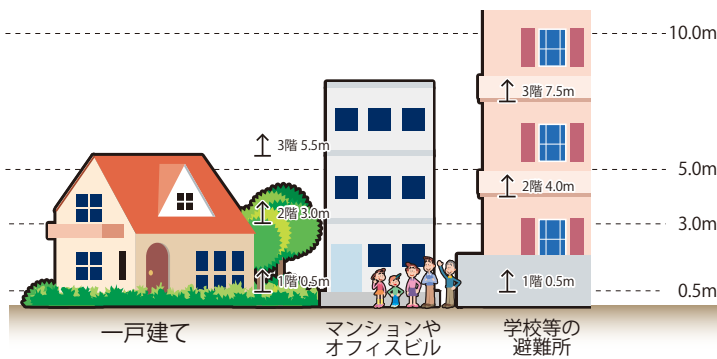 10.0m
3階 7.5m
3階 5.5m
5.0m
2階 4.0m
2階 3.0m
3.0m
1階 0.5m
1階 0.5m
0.5m
一戸建て
マンションや
オフィスビル
学校等の
避難所